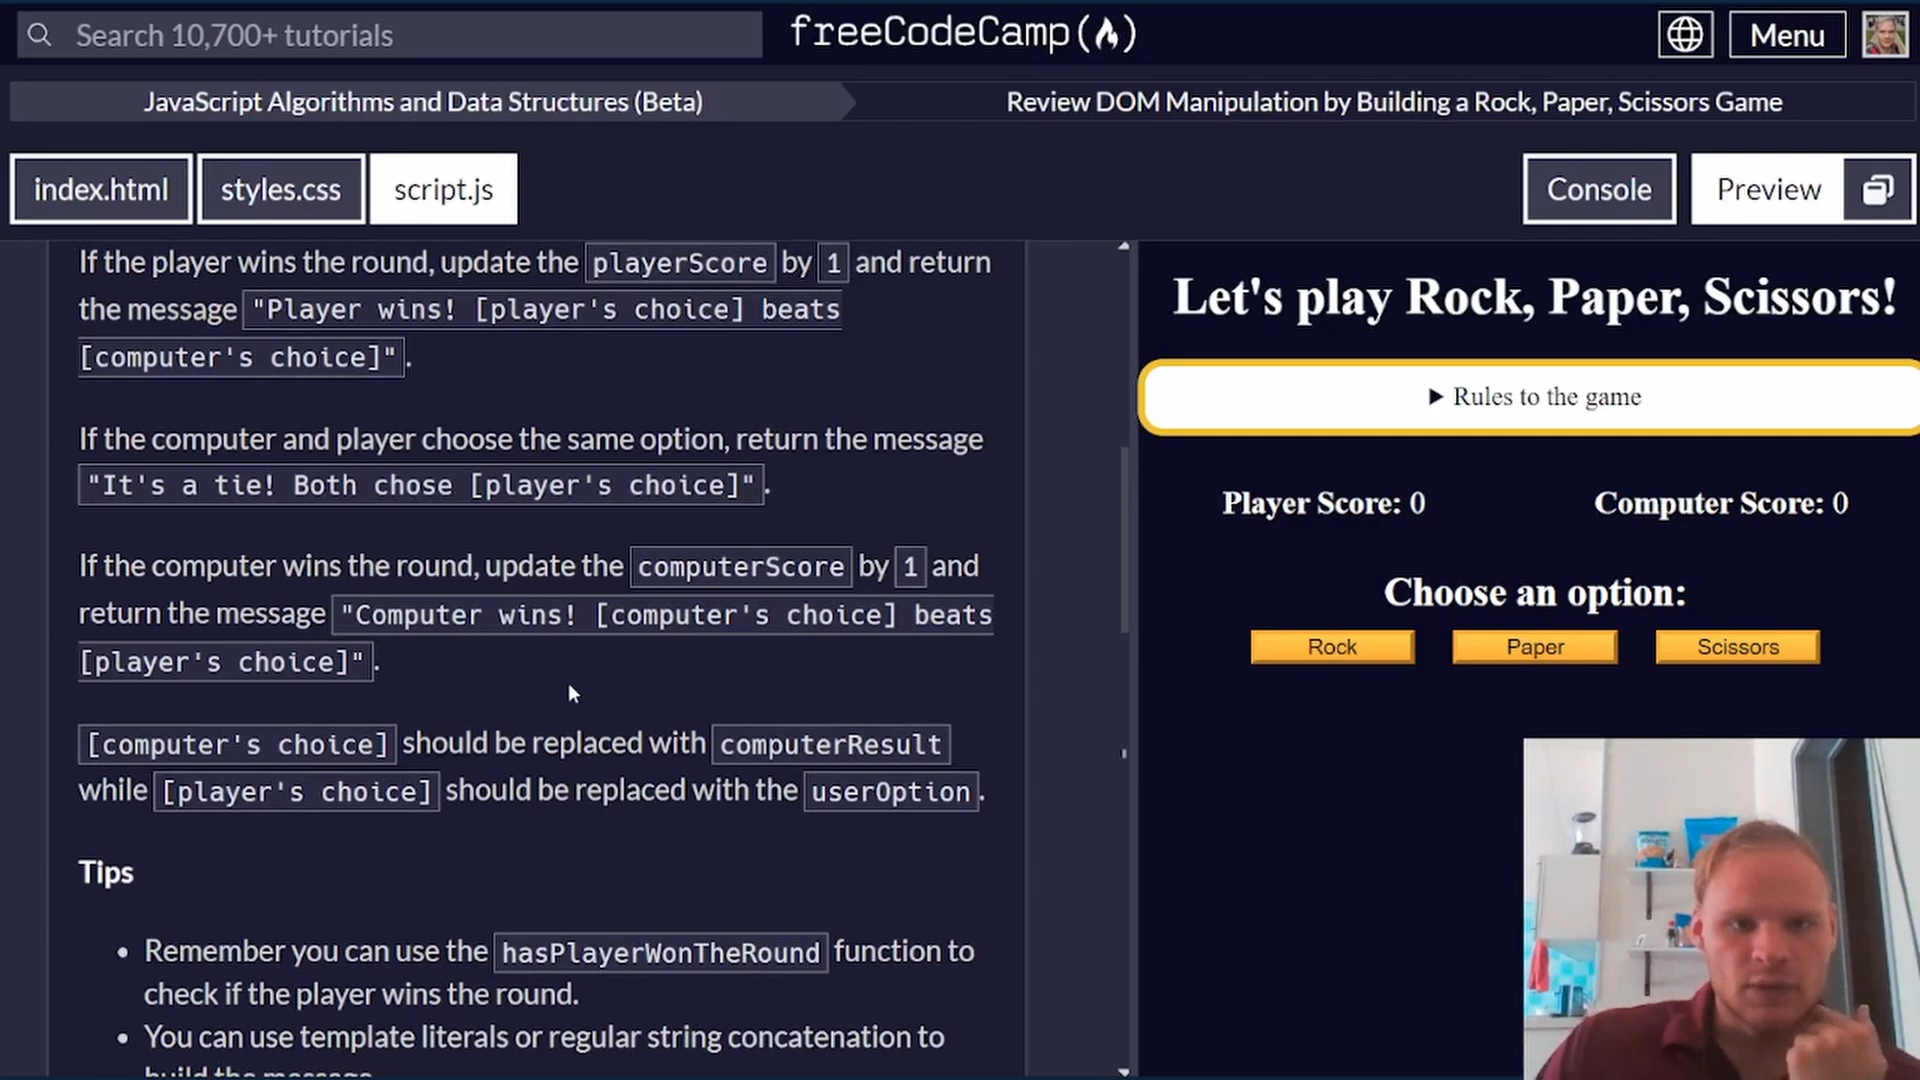 Search 10,700+ tutorials
freeCodeCamp
Menu
JavaScript Algorithms and Data Structures (Beta)
Review DOM Manipulation by Building a Rock, Paper, Scissors Game
index.html
styles.css
script.js
Console
Preview
If the player wins the round, update the playerScore by 1 and return
the message "Player wins! [player's choice] beats
[computer's choice]".
If the computer and player choose the same option, return the message
"It's a tie! Both chose [player's choice]".
If the computer wins the round, update the computerScore by 1 and
return the message "Computer wins! [computer's choice] beats
[player's choice]".
[computer's choice] should be replaced with computerResult
while [player's choice] should be replaced with the userOption.
Tips
• Remember you can use the hasPlayerWonTheRound function to
check if the player wins the round.
• You can use template literals or regular string concatenation to
build the message.
Let's play Rock, Paper, Scissors!
Rules to the game
Player Score: 0
Computer Score: 0
Choose an option:
Rock
Paper
Scissors